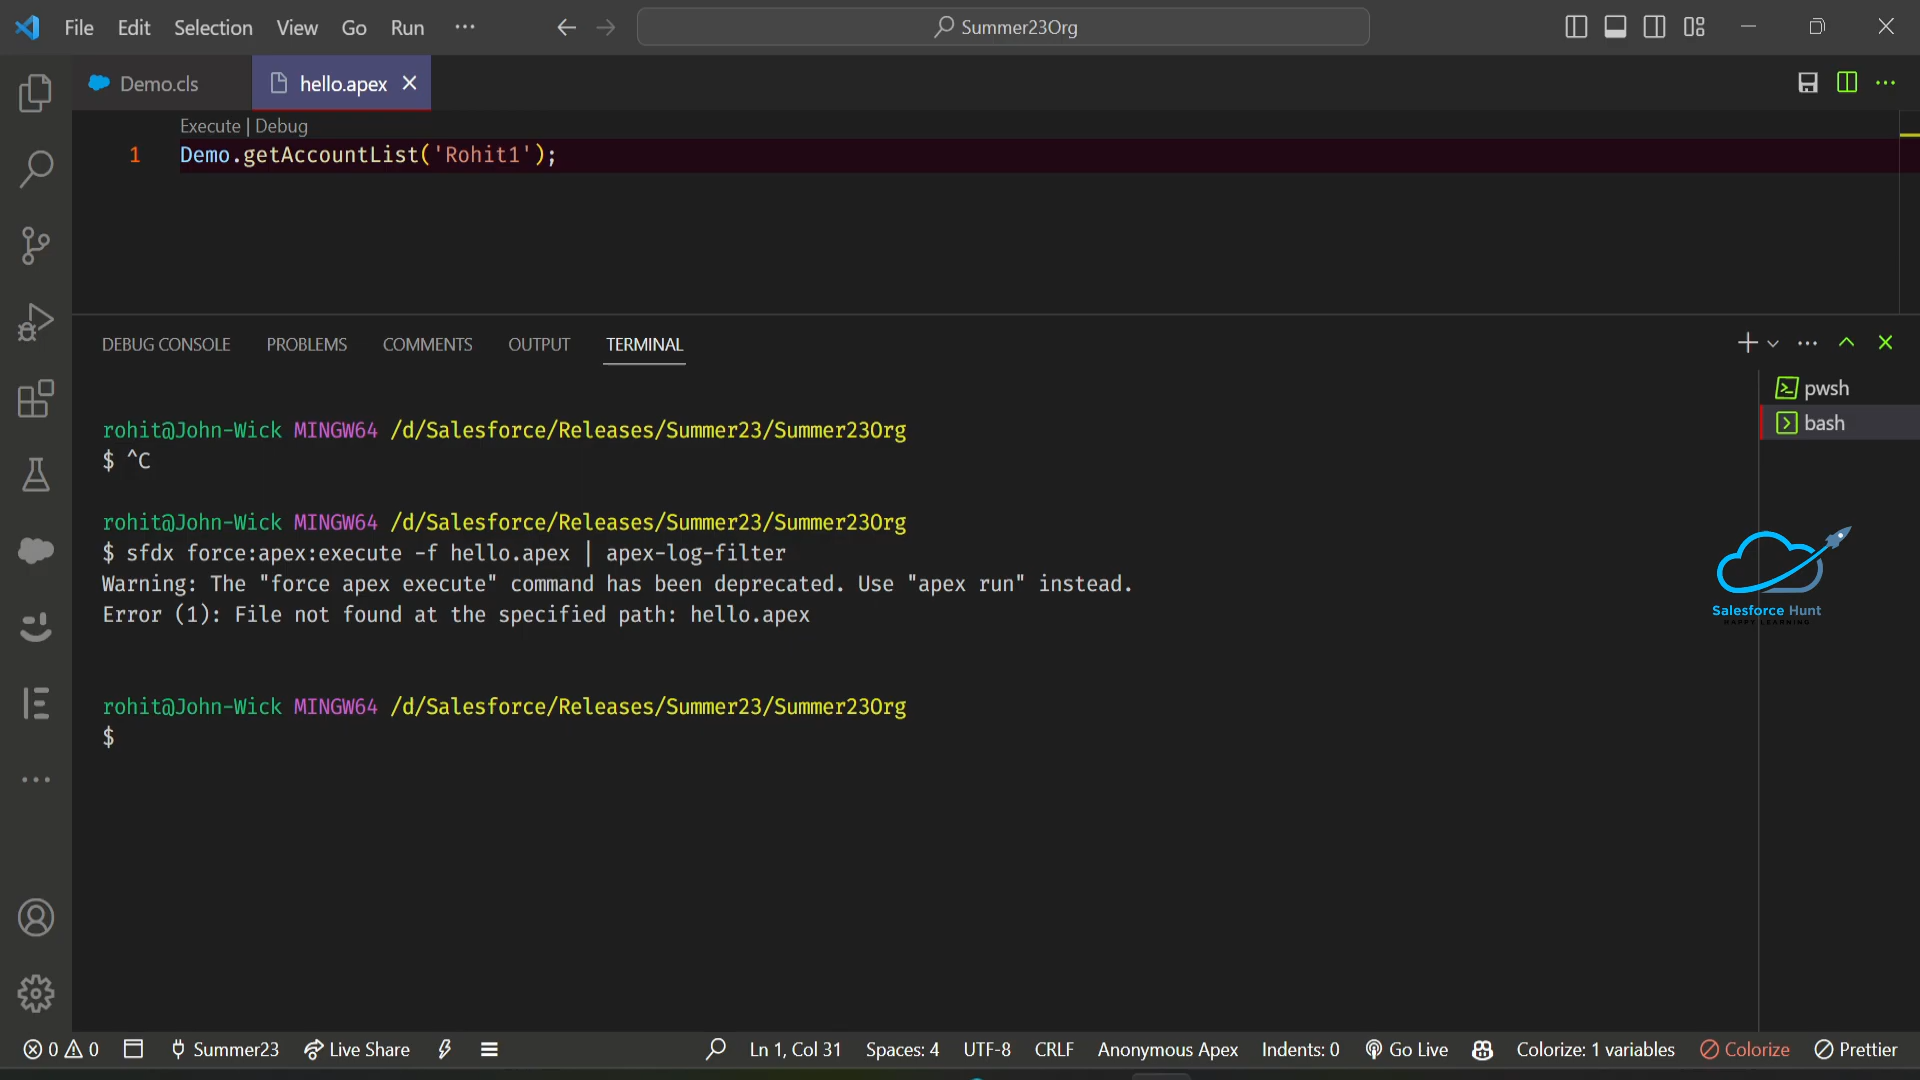 File Edit Selection View Go Run ··· Summer23Org
Demo.cls hello.apex
Execute | Debug
1 Demo.getAccountList('Rohit1');
DEBUG CONSOLE PROBLEMS COMMENTS OUTPUT TERMINAL
pwsh
bash
rohit@John-Wick MINGW64 /d/Salesforce/Releases/Summer23/Summer23Org
$ ^C
rohit@John-Wick MINGW64 /d/Salesforce/Releases/Summer23/Summer23Org
$ sfdx force:apex:execute -f hello.apex | apex-log-filter
Warning: The "force apex execute" command has been deprecated. Use "apex run" instead.
Error (1): File not found at the specified path: hello.apex
Salesforce Hunt
HAPPY LEARNING
rohit@John-Wick MINGW64 /d/Salesforce/Releases/Summer23/Summer23Org
$
0 0 Summer23 Live Share Ln 1, Col 31 Spaces: 4 UTF-8 CRLF Anonymous Apex Indents: 0 Go Live Colorize: 1 variables Colorize Prettier